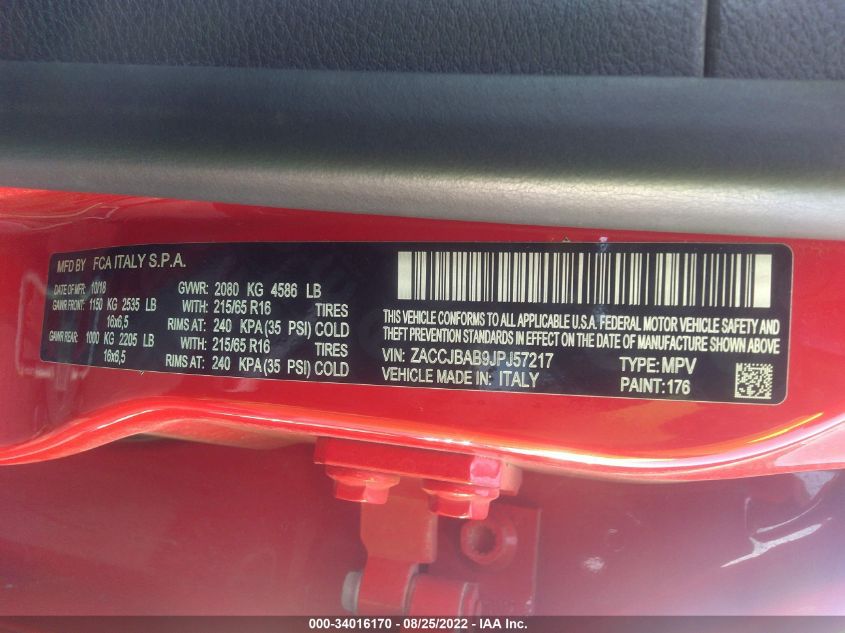 MFD BY FCA ITALY S.P.A.
DATE OF MFR: 10/18 GVWR: 2080 KG 4586 LB
GAWR FRONT: 1150 KG 2535 LB WITH: 215/65 R16 TIRES
16x6,5 RIMS AT: 240 KPA(35 PSI) COLD
GAWR REAR: 1000 KG 2205 LB WITH: 215/65 R16 TIRES
16x6,5 RIMS AT: 240 KPA(35 PSI) COLD
THIS VEHICLE CONFORMS TO ALL APPLICABLE U.S.A. FEDERAL MOTOR VEHICLE SAFETY AND
THEFT PREVENTION STANDARDS IN EFFECT ON THE DATE OF MANUFACTURE SHOWN ABOVE
VIN: ZACCJBAB9JPJ57217 TYPE: MPV
VEHICLE MADE IN: ITALY PAINT: 176
000-34016170 - 08/25/2022 - IAA Inc.